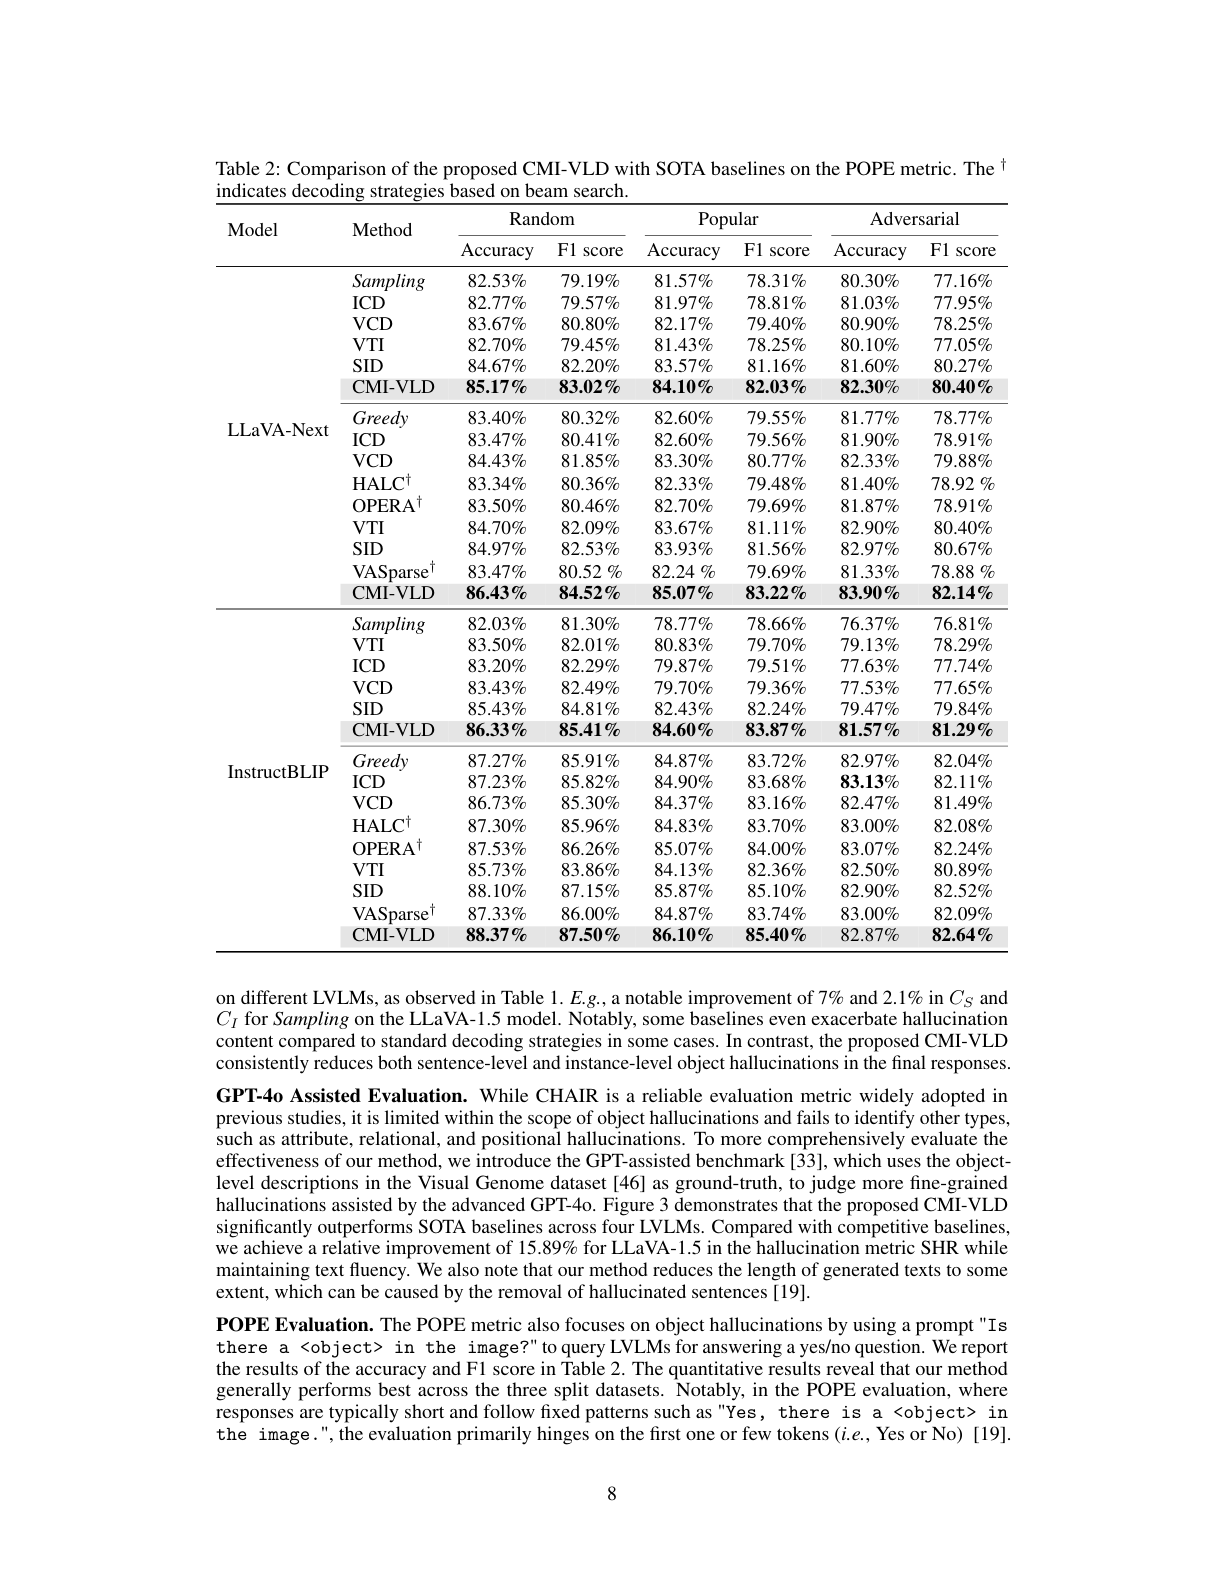 Table 2: Comparison of the proposed CMI-VLD with SOTA baselines on the POPE metric. The †
indicates decoding strategies based on beam search.
Model Method Random Popular Adversarial
Accuracy F1 score Accuracy F1 score Accuracy F1 score
Sampling 82.53% 79.19% 81.57% 78.31% 80.30% 77.16%
ICD 82.77% 79.57% 81.97% 78.81% 81.03% 77.95%
VCD 83.67% 80.80% 82.17% 79.40% 80.90% 78.25%
VTI 82.70% 79.45% 81.43% 78.25% 80.10% 77.05%
SID 84.67% 82.20% 83.57% 81.16% 81.60% 80.27%
CMI-VLD 85.17% 83.02% 84.10% 82.03% 82.30% 80.40%
LLaVA-Next
Greedy 83.40% 80.32% 82.60% 79.55% 81.77% 78.77%
ICD 83.47% 80.41% 82.60% 79.56% 81.90% 78.91%
VCD 84.43% 81.85% 83.30% 80.77% 82.33% 79.88%
HALC† 83.34% 80.36% 82.33% 79.48% 81.40% 78.92 %
OPERA† 83.50% 80.46% 82.70% 79.69% 81.87% 78.91%
VTI 84.70% 82.09% 83.67% 81.11% 82.90% 80.40%
SID 84.97% 82.53% 83.93% 81.56% 82.97% 80.67%
VASparse† 83.47% 80.52 % 82.24 % 79.69% 81.33% 78.88 %
CMI-VLD 86.43% 84.52% 85.07% 83.22% 83.90% 82.14%
Sampling 82.03% 81.30% 78.77% 78.66% 76.37% 76.81%
VTI 83.50% 82.01% 80.83% 79.70% 79.13% 78.29%
ICD 83.20% 82.29% 79.87% 79.51% 77.63% 77.74%
VCD 83.43% 82.49% 79.70% 79.36% 77.53% 77.65%
SID 85.43% 84.81% 82.43% 82.24% 79.47% 79.84%
CMI-VLD 86.33% 85.41% 84.60% 83.87% 81.57% 81.29%
InstructBLIP
Greedy 87.27% 85.91% 84.87% 83.72% 82.97% 82.04%
ICD 87.23% 85.82% 84.90% 83.68% 83.13% 82.11%
VCD 86.73% 85.30% 84.37% 83.16% 82.47% 81.49%
HALC† 87.30% 85.96% 84.83% 83.70% 83.00% 82.08%
OPERA† 87.53% 86.26% 85.07% 84.00% 83.07% 82.24%
VTI 85.73% 83.86% 84.13% 82.36% 82.50% 80.89%
SID 88.10% 87.15% 85.87% 85.10% 82.90% 82.52%
VASparse† 87.33% 86.00% 84.87% 83.74% 83.00% 82.09%
CMI-VLD 88.37% 87.50% 86.10% 85.40% 82.87% 82.64%
on different LVLMs, as observed in Table 1. E.g., a notable improvement of 7% and 2.1% in C_S and
C_I for Sampling on the LLaVA-1.5 model. Notably, some baselines even exacerbate hallucination
content compared to standard decoding strategies in some cases. In contrast, the proposed CMI-VLD
consistently reduces both sentence-level and instance-level object hallucinations in the final responses.
GPT-4o Assisted Evaluation. While CHAIR is a reliable evaluation metric widely adopted in
previous studies, it is limited within the scope of object hallucinations and fails to identify other types,
such as attribute, relational, and positional hallucinations. To more comprehensively evaluate the
effectiveness of our method, we introduce the GPT-assisted benchmark [33], which uses the object-
level descriptions in the Visual Genome dataset [46] as ground-truth, to judge more fine-grained
hallucinations assisted by the advanced GPT-4o. Figure 3 demonstrates that the proposed CMI-VLD
significantly outperforms SOTA baselines across four LVLMs. Compared with competitive baselines,
we achieve a relative improvement of 15.89% for LLaVA-1.5 in the hallucination metric SHR while
maintaining text fluency. We also note that our method reduces the length of generated texts to some
extent, which can be caused by the removal of hallucinated sentences [19].
POPE Evaluation. The POPE metric also focuses on object hallucinations by using a prompt "Is
there a <object> in the image?" to query LVLMs for answering a yes/no question. We report
the results of the accuracy and F1 score in Table 2. The quantitative results reveal that our method
generally performs best across the three split datasets. Notably, in the POPE evaluation, where
responses are typically short and follow fixed patterns such as "Yes, there is a <object> in
the image.", the evaluation primarily hinges on the first one or few tokens (i.e., Yes or No) [19].
8